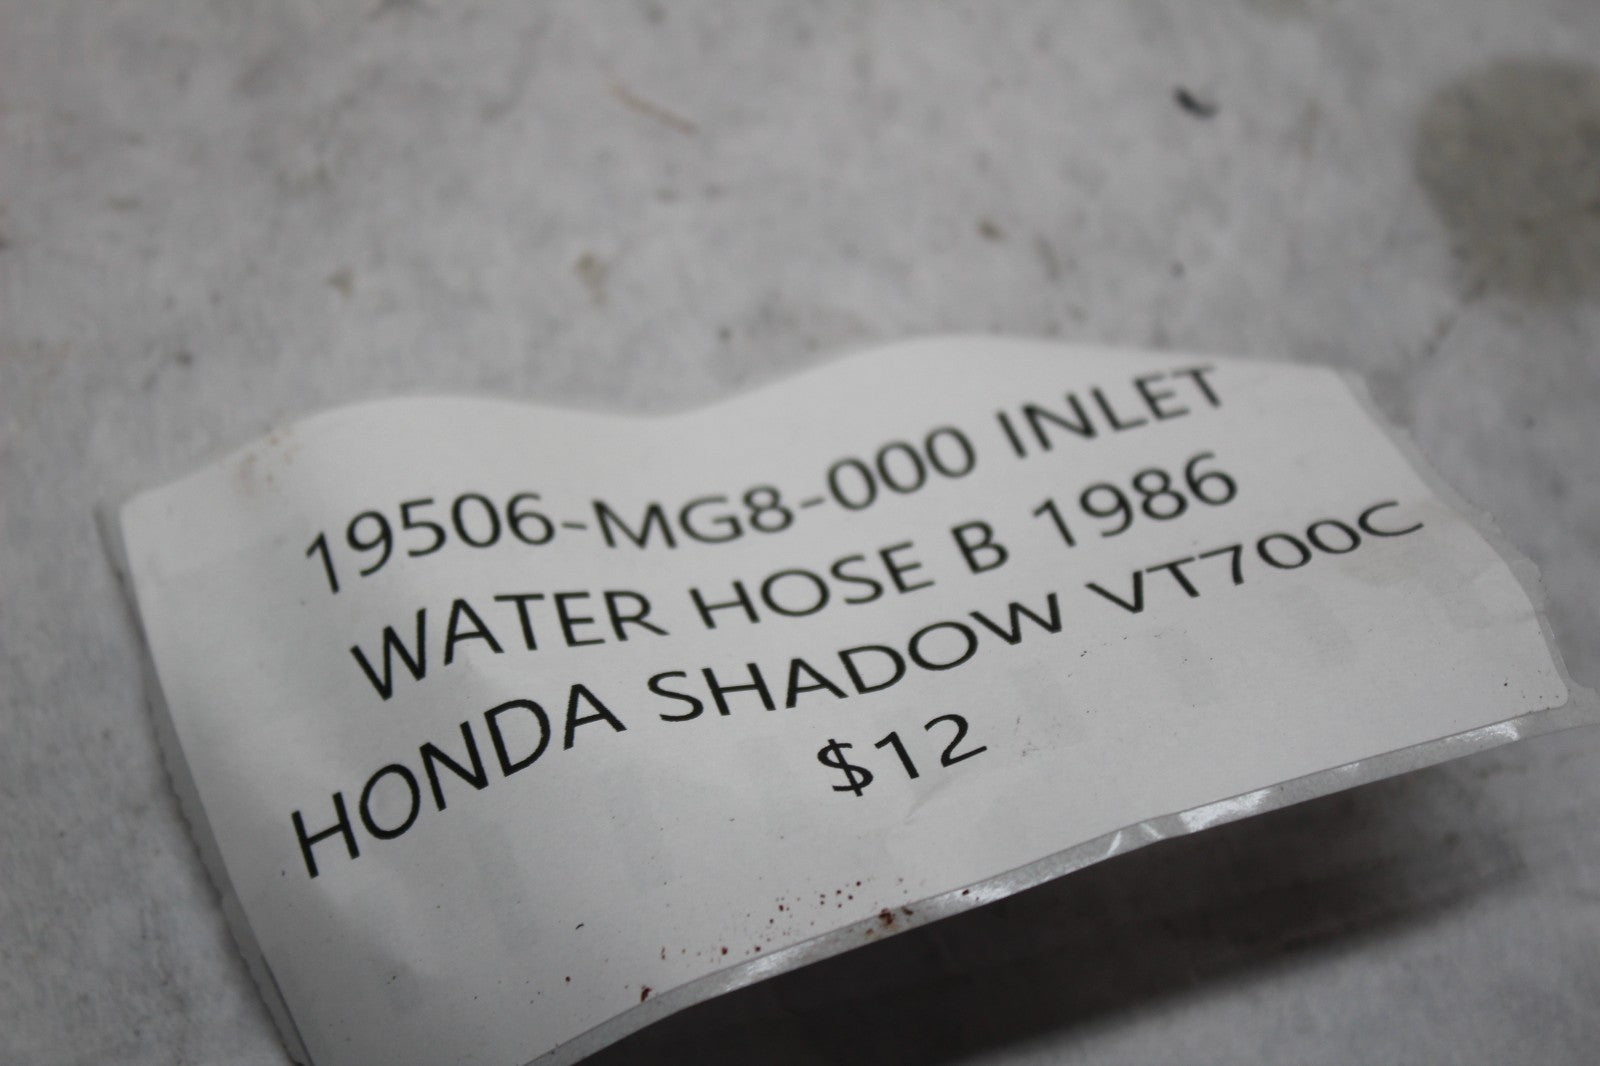 19506-MG8-000 INLET
WATER HOSE B 1986
HONDA SHADOW VT700C
$12